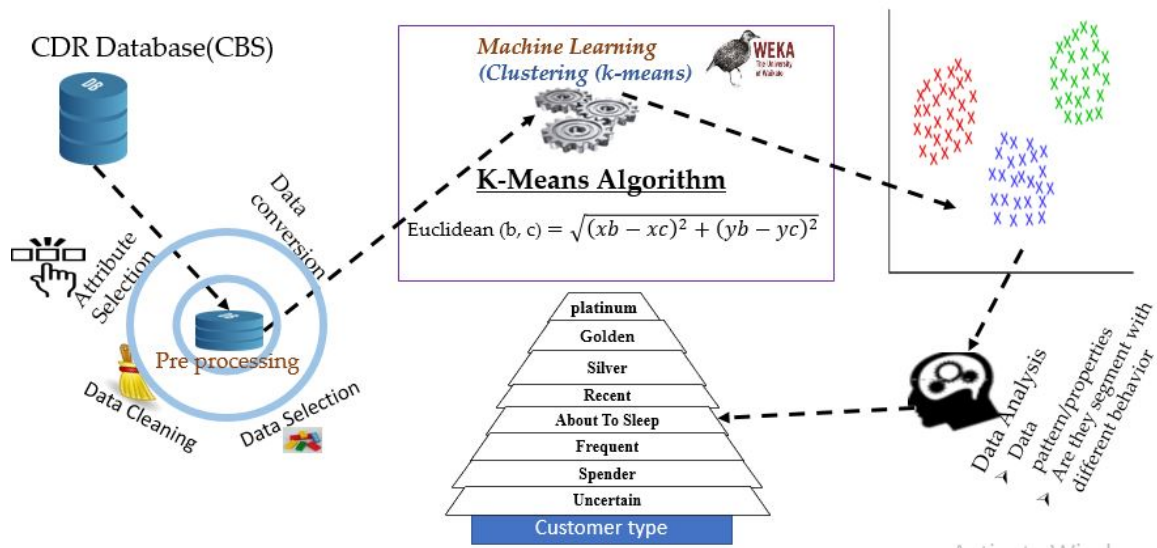 CDR Database(CBS)
DB
Attribute
Selection
Data
conversion
DB
Pre processing
Data Cleaning
Data Selection
Machine Learning
(Clustering (k-means)
WEKA
The University
of Waikato
K-Means Algorithm
Euclidean (b, c) = √(xb − xc)² + (yb − yc)²
platinum
Golden
Silver
Recent
About To Sleep
Frequent
Spender
Uncertain
Customer type
Data Analysis
➢ Data
pattern/properties
➢ Are they segment with
different behavior